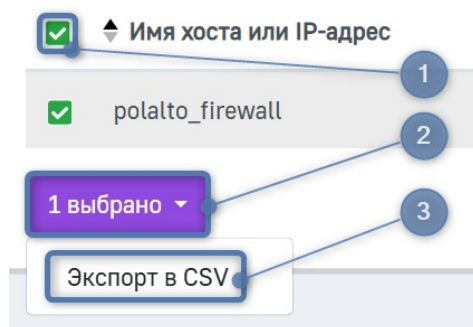 Имя хоста или IP-адрес
1
polalto_firewall
2
1 выбрано
3
Экспорт в CSV